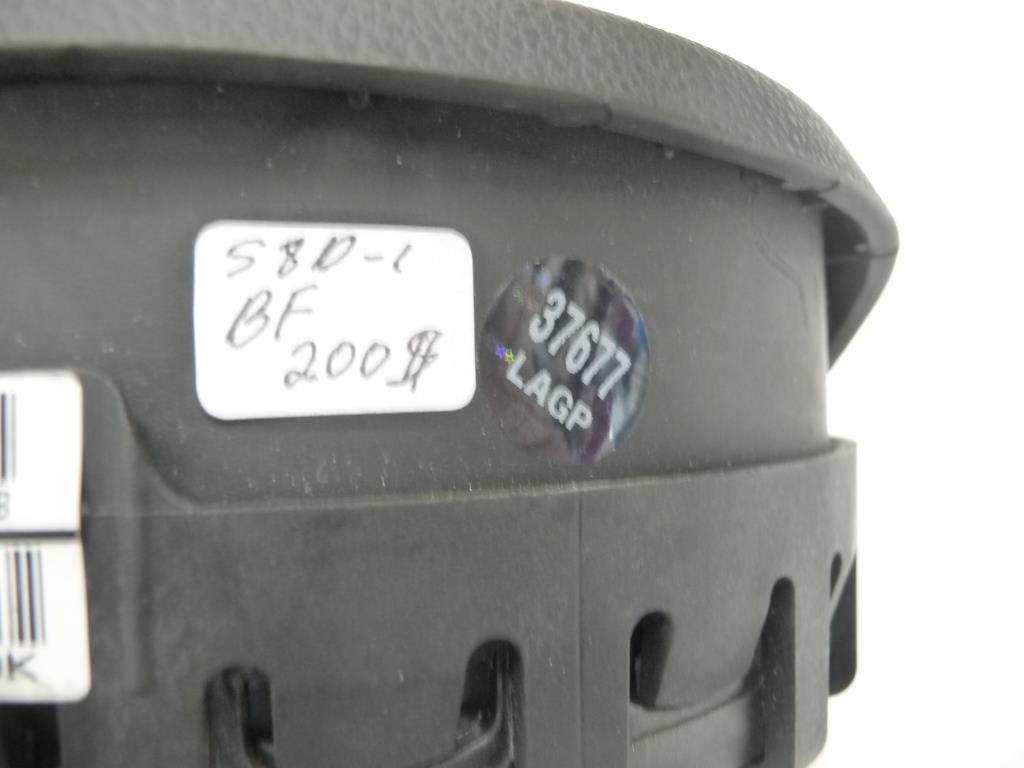 S8D-1
BF
200$
37677
LAGP
B
K